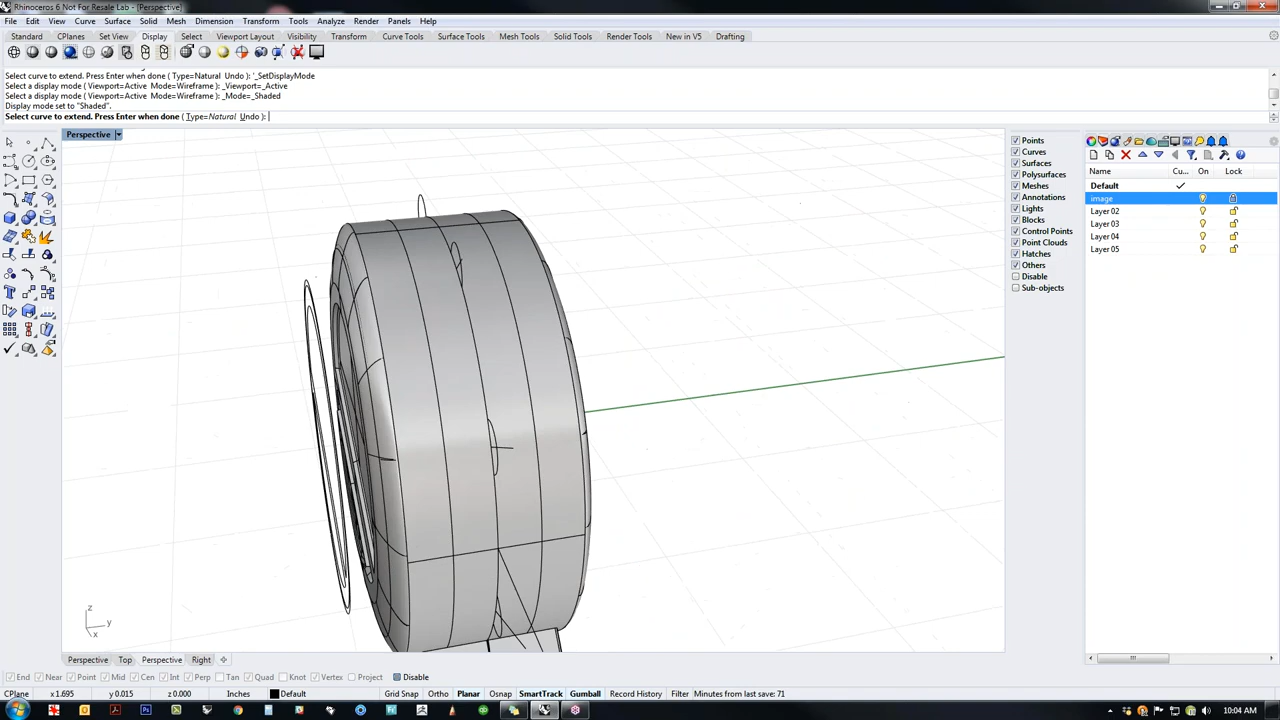 Rhinoceros 6 Not For Resale Lab - [Perspective]
File Edit View Curve Surface Solid Mesh Dimension Transform Tools Analyze Render Panels Help
Standard CPlanes Set View Display Select Viewport Layout Visibility Transform Curve Tools Surface Tools Solid Tools Mesh Tools Render Tools New in V5 Drafting
Select curve to extend. Press Enter when done ( Type=Natural Undo ): '_SetDisplayMode
Select a display mode ( Viewport=Active Mode=Wireframe ): _Viewport=_Active
Select a display mode ( Viewport=Active Mode=Wireframe ): _Mode=_Shaded
Display mode set to "Shaded".
Select curve to extend. Press Enter when done ( Type=Natural Undo ):
Perspective
Points
Curves
Surfaces
Polysurfaces
Meshes
Annotations
Lights
Blocks
Control Points
Point Clouds
Hatches
Others
Disable
Sub-objects
Name Cu... On Lock
Default
image
Layer 02
Layer 03
Layer 04
Layer 05
z
y
x
Perspective Top Perspective Right
End Near Point Mid Cen Int Perp Tan Quad Knot Vertex Project Disable
CPlane x 1.695 y 0.015 z 0.000 Inches Default Grid Snap Ortho Planar Osnap SmartTrack Gumball Record History Filter Minutes from last save: 71
10:04 AM